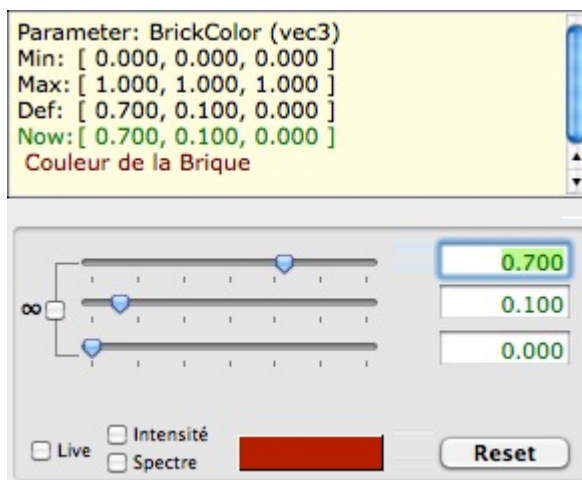 Parameter: BrickColor (vec3)
Min: [ 0.000, 0.000, 0.000 ]
Max: [ 1.000, 1.000, 1.000 ]
Def: [ 0.700, 0.100, 0.000 ]
Now: [ 0.700, 0.100, 0.000 ]
Couleur de la Brique
0.700
∞ 0.100
0.000
Live
Intensité
Spectre
Reset